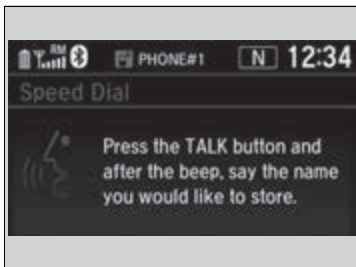 RM PHONE#1 N 12:34
Speed Dial
Press the TALK button and
after the beep, say the name
you would like to store.